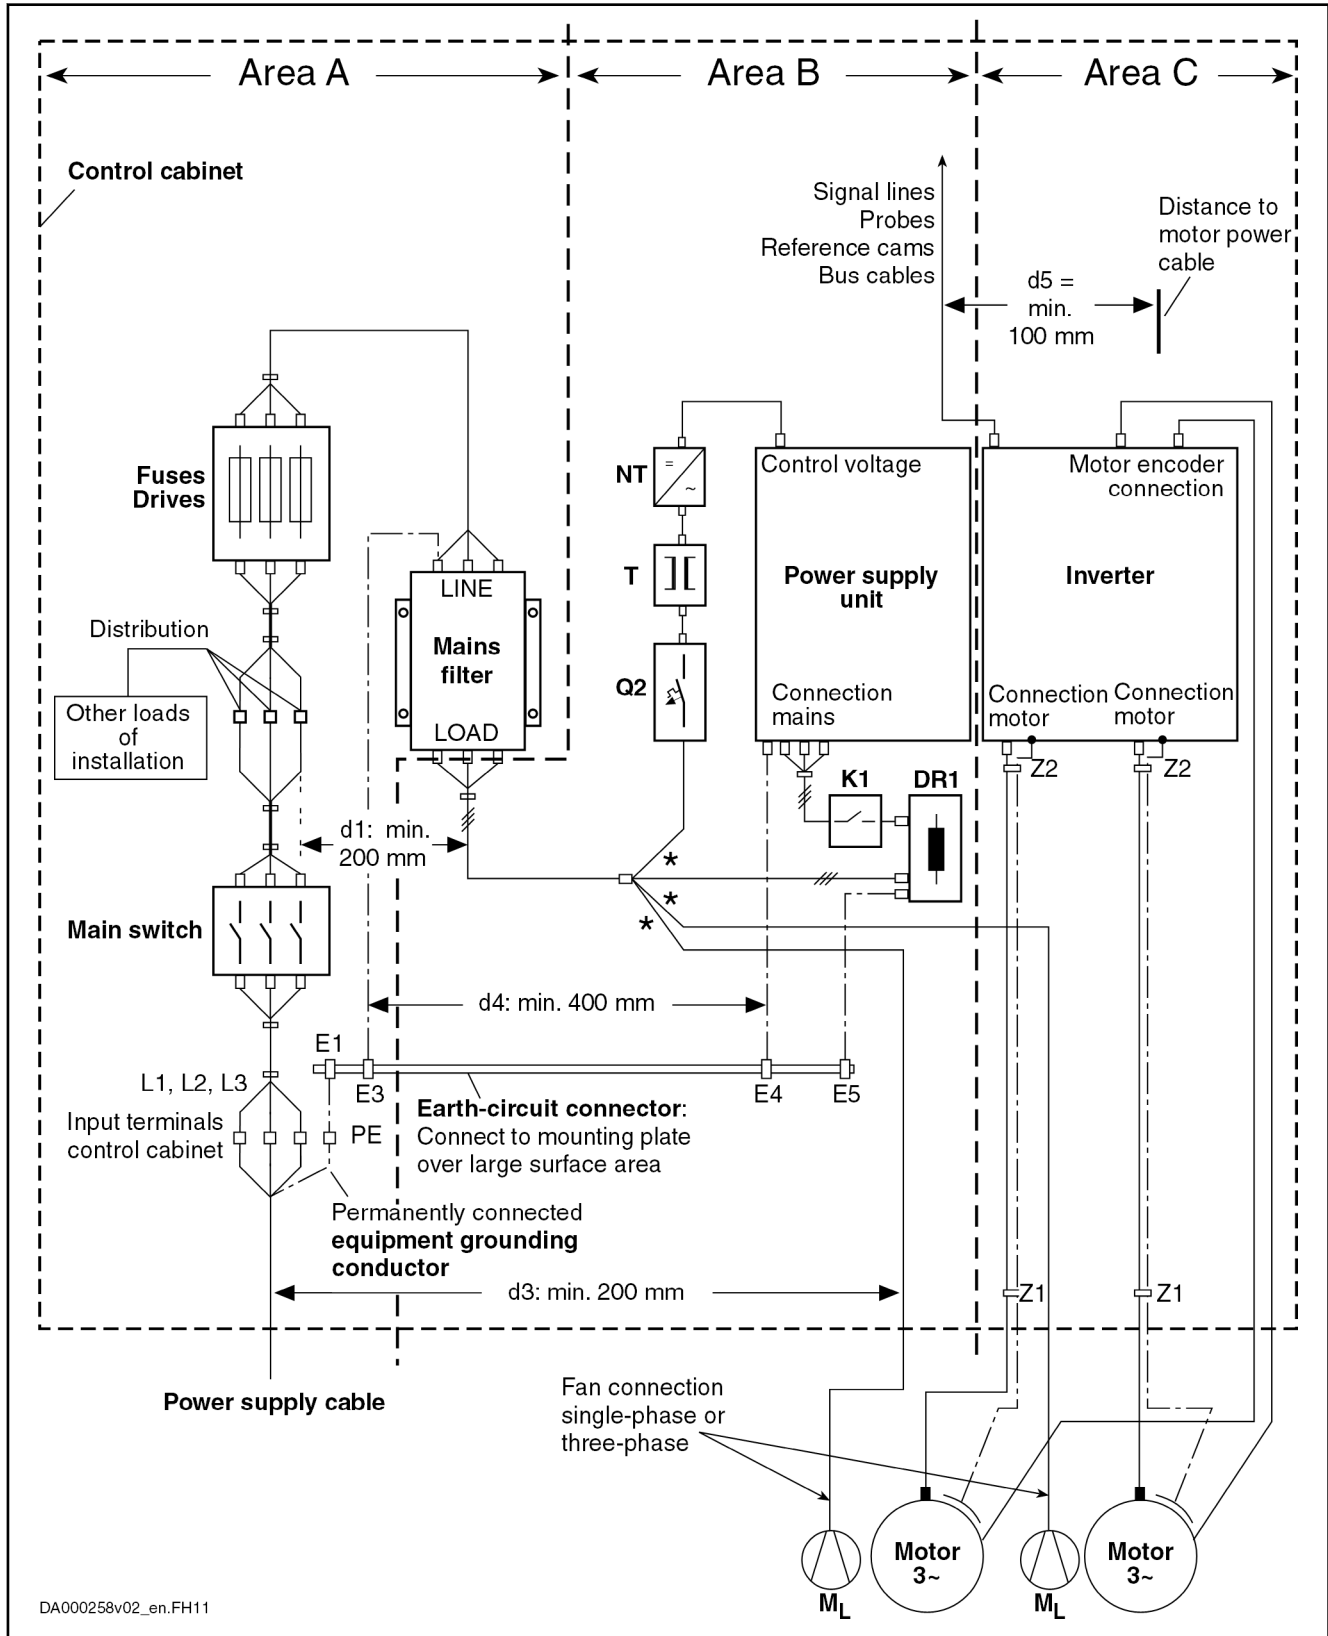 Area A
Area B
Area C
Control cabinet
Signal lines
Probes
Reference cams
Bus cables
Distance to
motor power
cable
d5 =
min.
100 mm
Fuses
Drives
NT
=
~
Control voltage
Motor encoder
connection
T
Power supply
unit
Inverter
LINE
Mains
filter
LOAD
Distribution
Other loads
of
installation
Q2
Connection
mains
Connection
motor
Connection
motor
Z2
Z2
K1
DR1
d1: min.
200 mm
*
*
*
Main switch
d4: min. 400 mm
E1
E3
E4
E5
L1, L2, L3
Input terminals
control cabinet
PE
Earth-circuit connector:
Connect to mounting plate
over large surface area
Permanently connected
equipment grounding
conductor
d3: min. 200 mm
Z1
Z1
Power supply cable
Fan connection
single-phase or
three-phase
Motor
3~
Motor
3~
ML
ML
DA000258v02_en.FH11